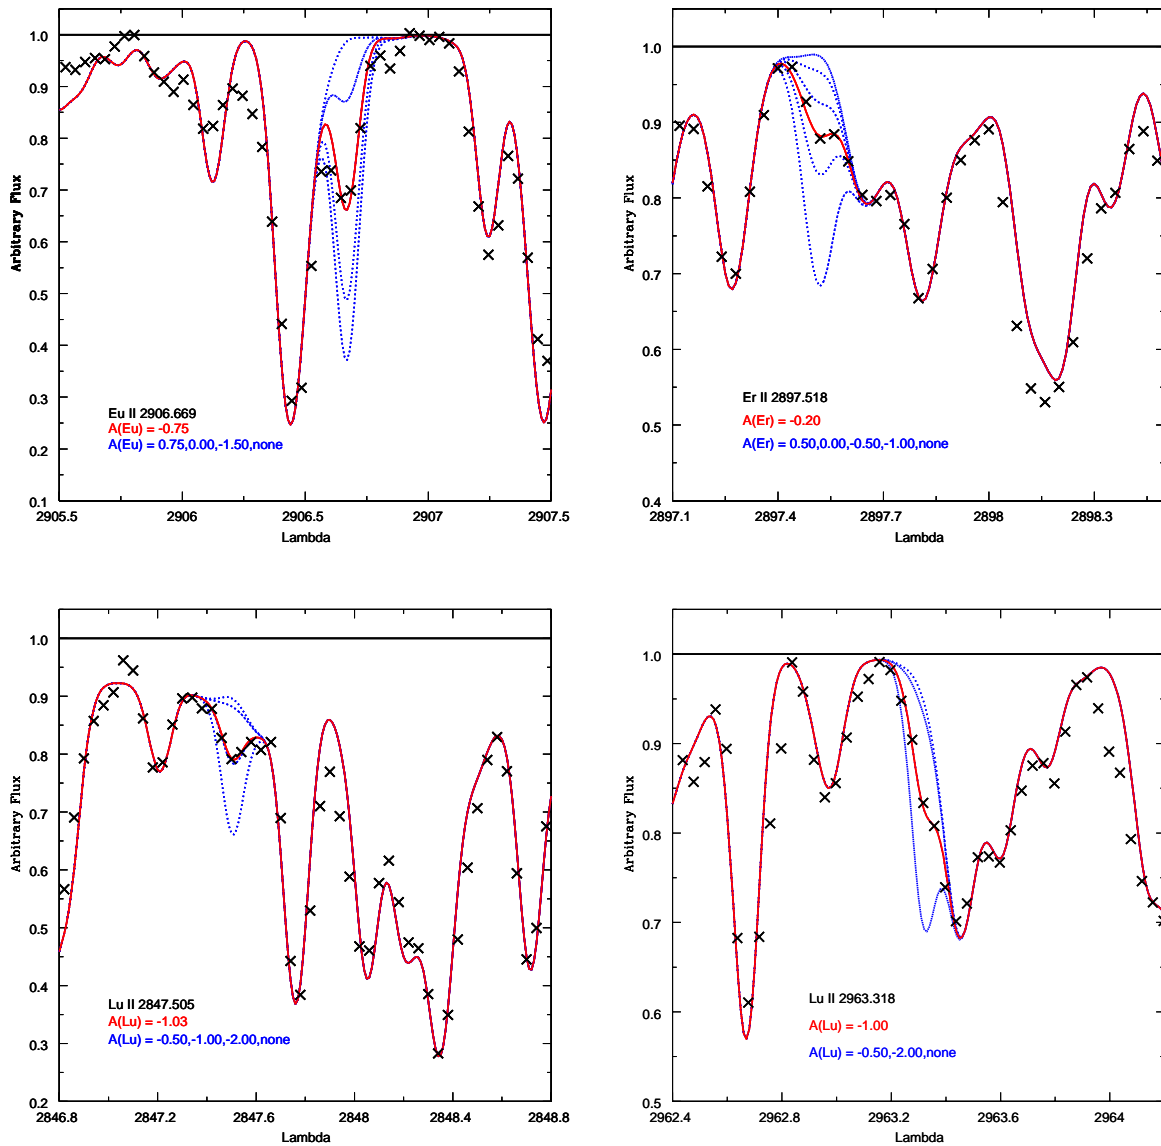 1.0
0.9
0.8
0.7
0.6
0.5
0.4
0.3
0.2
0.1
Arbitrary Flux
Eu II 2906.669
A(Eu) = -0.75
A(Eu) = 0.75,0.00,-1.50,none
2905.5 2906 2906.5 2907 2907.5
Lambda
1.0
0.9
0.8
0.7
0.6
0.5
0.4
Arbitrary Flux
Er II 2897.518
A(Er) = -0.20
A(Er) = 0.50,0.00,-0.50,-1.00,none
2897.1 2897.4 2897.7 2898 2898.3
Lambda
1.0
0.9
0.8
0.7
0.6
0.5
0.4
0.3
0.2
Arbitrary Flux
Lu II 2847.505
A(Lu) = -1.03
A(Lu) = -0.50,-1.00,-2.00,none
2846.8 2847.2 2847.6 2848 2848.4 2848.8
Lambda
1.0
0.9
0.8
0.7
0.6
0.5
Arbitrary Flux
Lu II 2963.318
A(Lu) = -1.00
A(Lu) = -0.50,-2.00,none
2962.4 2962.8 2963.2 2963.6 2964
Lambda